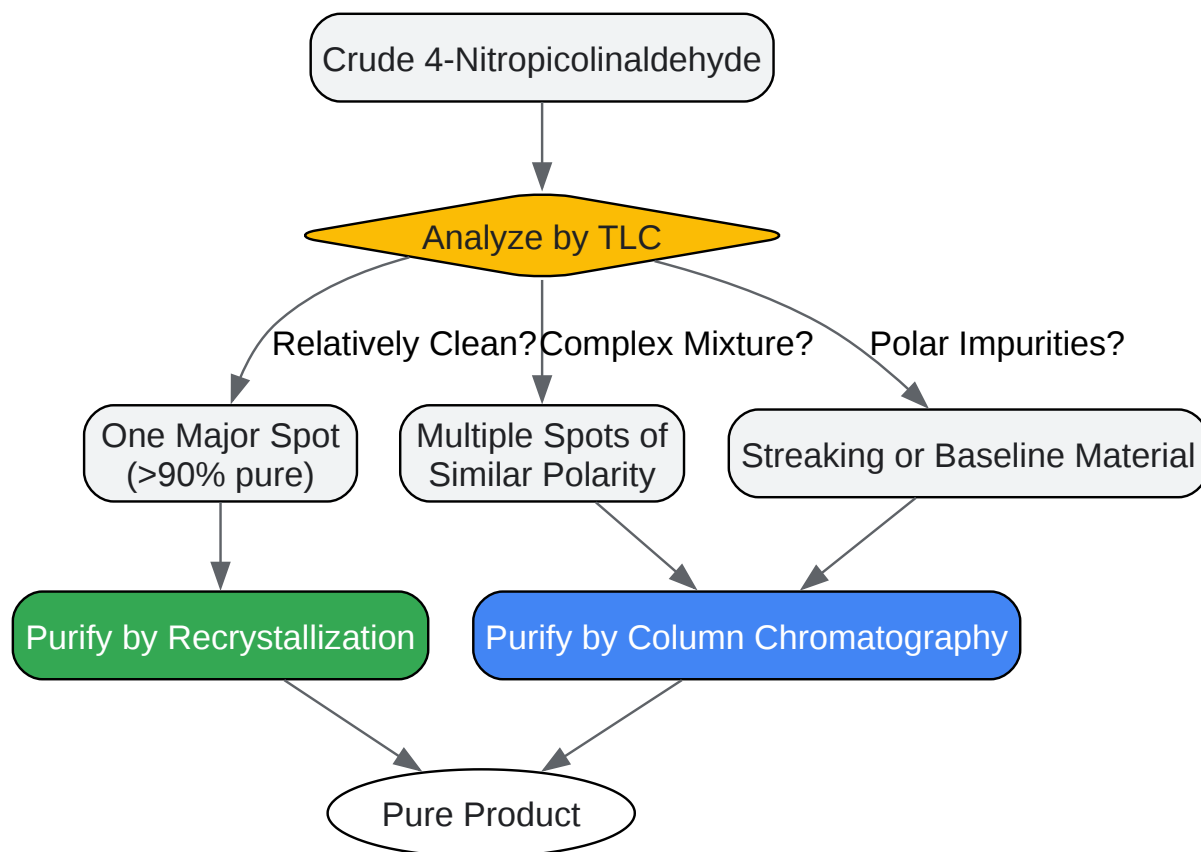 Crude 4-Nitropicolinaldehyde
Analyze by TLC
Relatively Clean?
Complex Mixture?
Polar Impurities?
One Major Spot
(>90% pure)
Multiple Spots of
Similar Polarity
Streaking or Baseline Material
Purify by Recrystallization
Purify by Column Chromatography
Pure Product